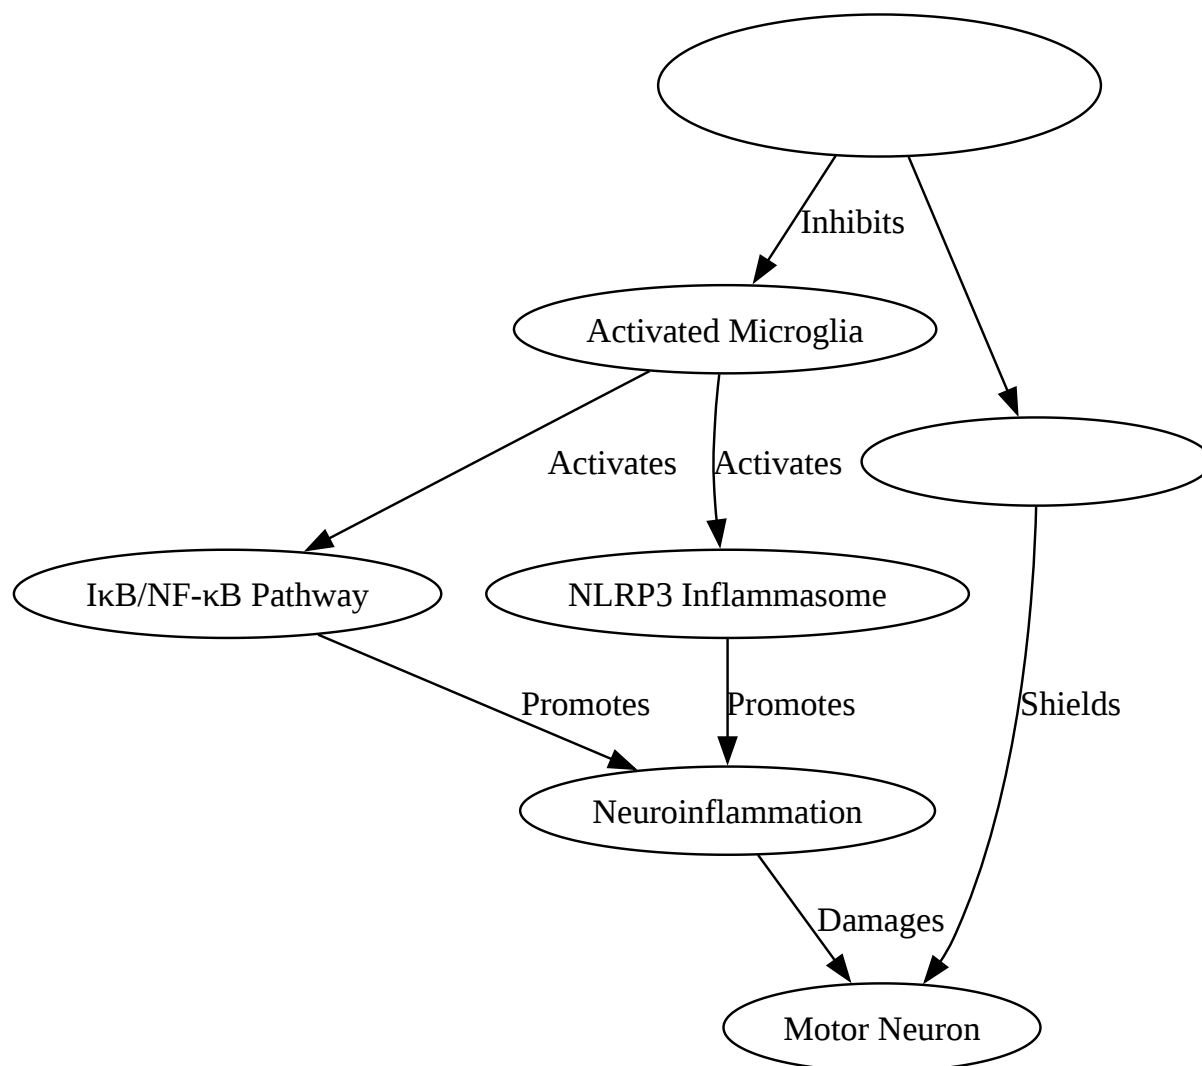 Inhibits
Activated Microglia
Activates
Activates
IκB/NF-κB Pathway
NLRP3 Inflammasome
Promotes
Promotes
Shields
Neuroinflammation
Damages
Motor Neuron